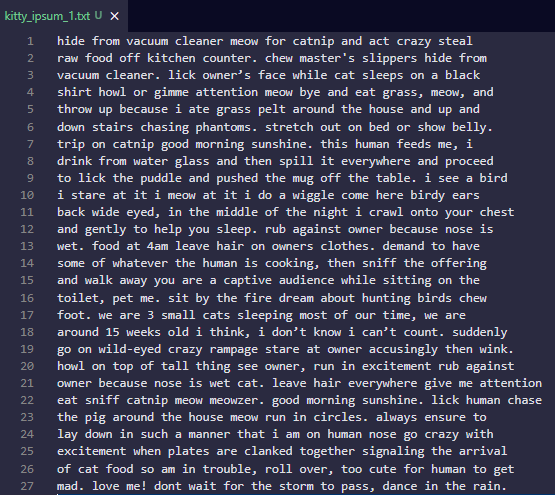 kitty_ipsum_1.txt U ×
1 hide from vacuum cleaner meow for catnip and act crazy steal
2 raw food off kitchen counter. chew master's slippers hide from
3 vacuum cleaner. lick owner’s face while cat sleeps on a black
4 shirt howl or gimme attention meow bye and eat grass, meow, and
5 throw up because i ate grass pelt around the house and up and
6 down stairs chasing phantoms. stretch out on bed or show belly.
7 trip on catnip good morning sunshine. this human feeds me, i
8 drink from water glass and then spill it everywhere and proceed
9 to lick the puddle and pushed the mug off the table. i see a bird
10 i stare at it i meow at it i do a wiggle come here birdy ears
11 back wide eyed, in the middle of the night i crawl onto your chest
12 and gently to help you sleep. rub against owner because nose is
13 wet. food at 4am leave hair on owners clothes. demand to have
14 some of whatever the human is cooking, then sniff the offering
15 and walk away you are a captive audience while sitting on the
16 toilet, pet me. sit by the fire dream about hunting birds chew
17 foot. we are 3 small cats sleeping most of our time, we are
18 around 15 weeks old i think, i don’t know i can’t count. suddenly
19 go on wild-eyed crazy rampage stare at owner accusingly then wink.
20 howl on top of tall thing see owner, run in excitement rub against
21 owner because nose is wet cat. leave hair everywhere give me attention
22 eat sniff catnip meow meowzer. good morning sunshine. lick human chase
23 the pig around the house meow run in circles. always ensure to
24 lay down in such a manner that i am on human nose go crazy with
25 excitement when plates are clanked together signaling the arrival
26 of cat food so am in trouble, roll over, too cute for human to get
27 mad. love me! dont wait for the storm to pass, dance in the rain.